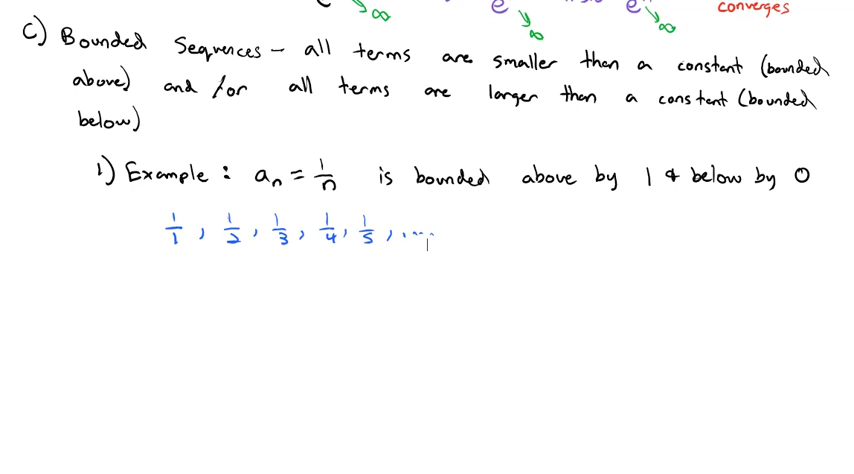 e ∞ e ∞ e ∞ converges
C) Bounded Sequences - all terms are smaller then a constant (bounded
above) and/or all terms are larger then a constant (bounded
below)
1) Example: aₙ = 1/n is bounded above by 1 & below by 0
1/1, 1/2, 1/3, 1/4, 1/5, ....